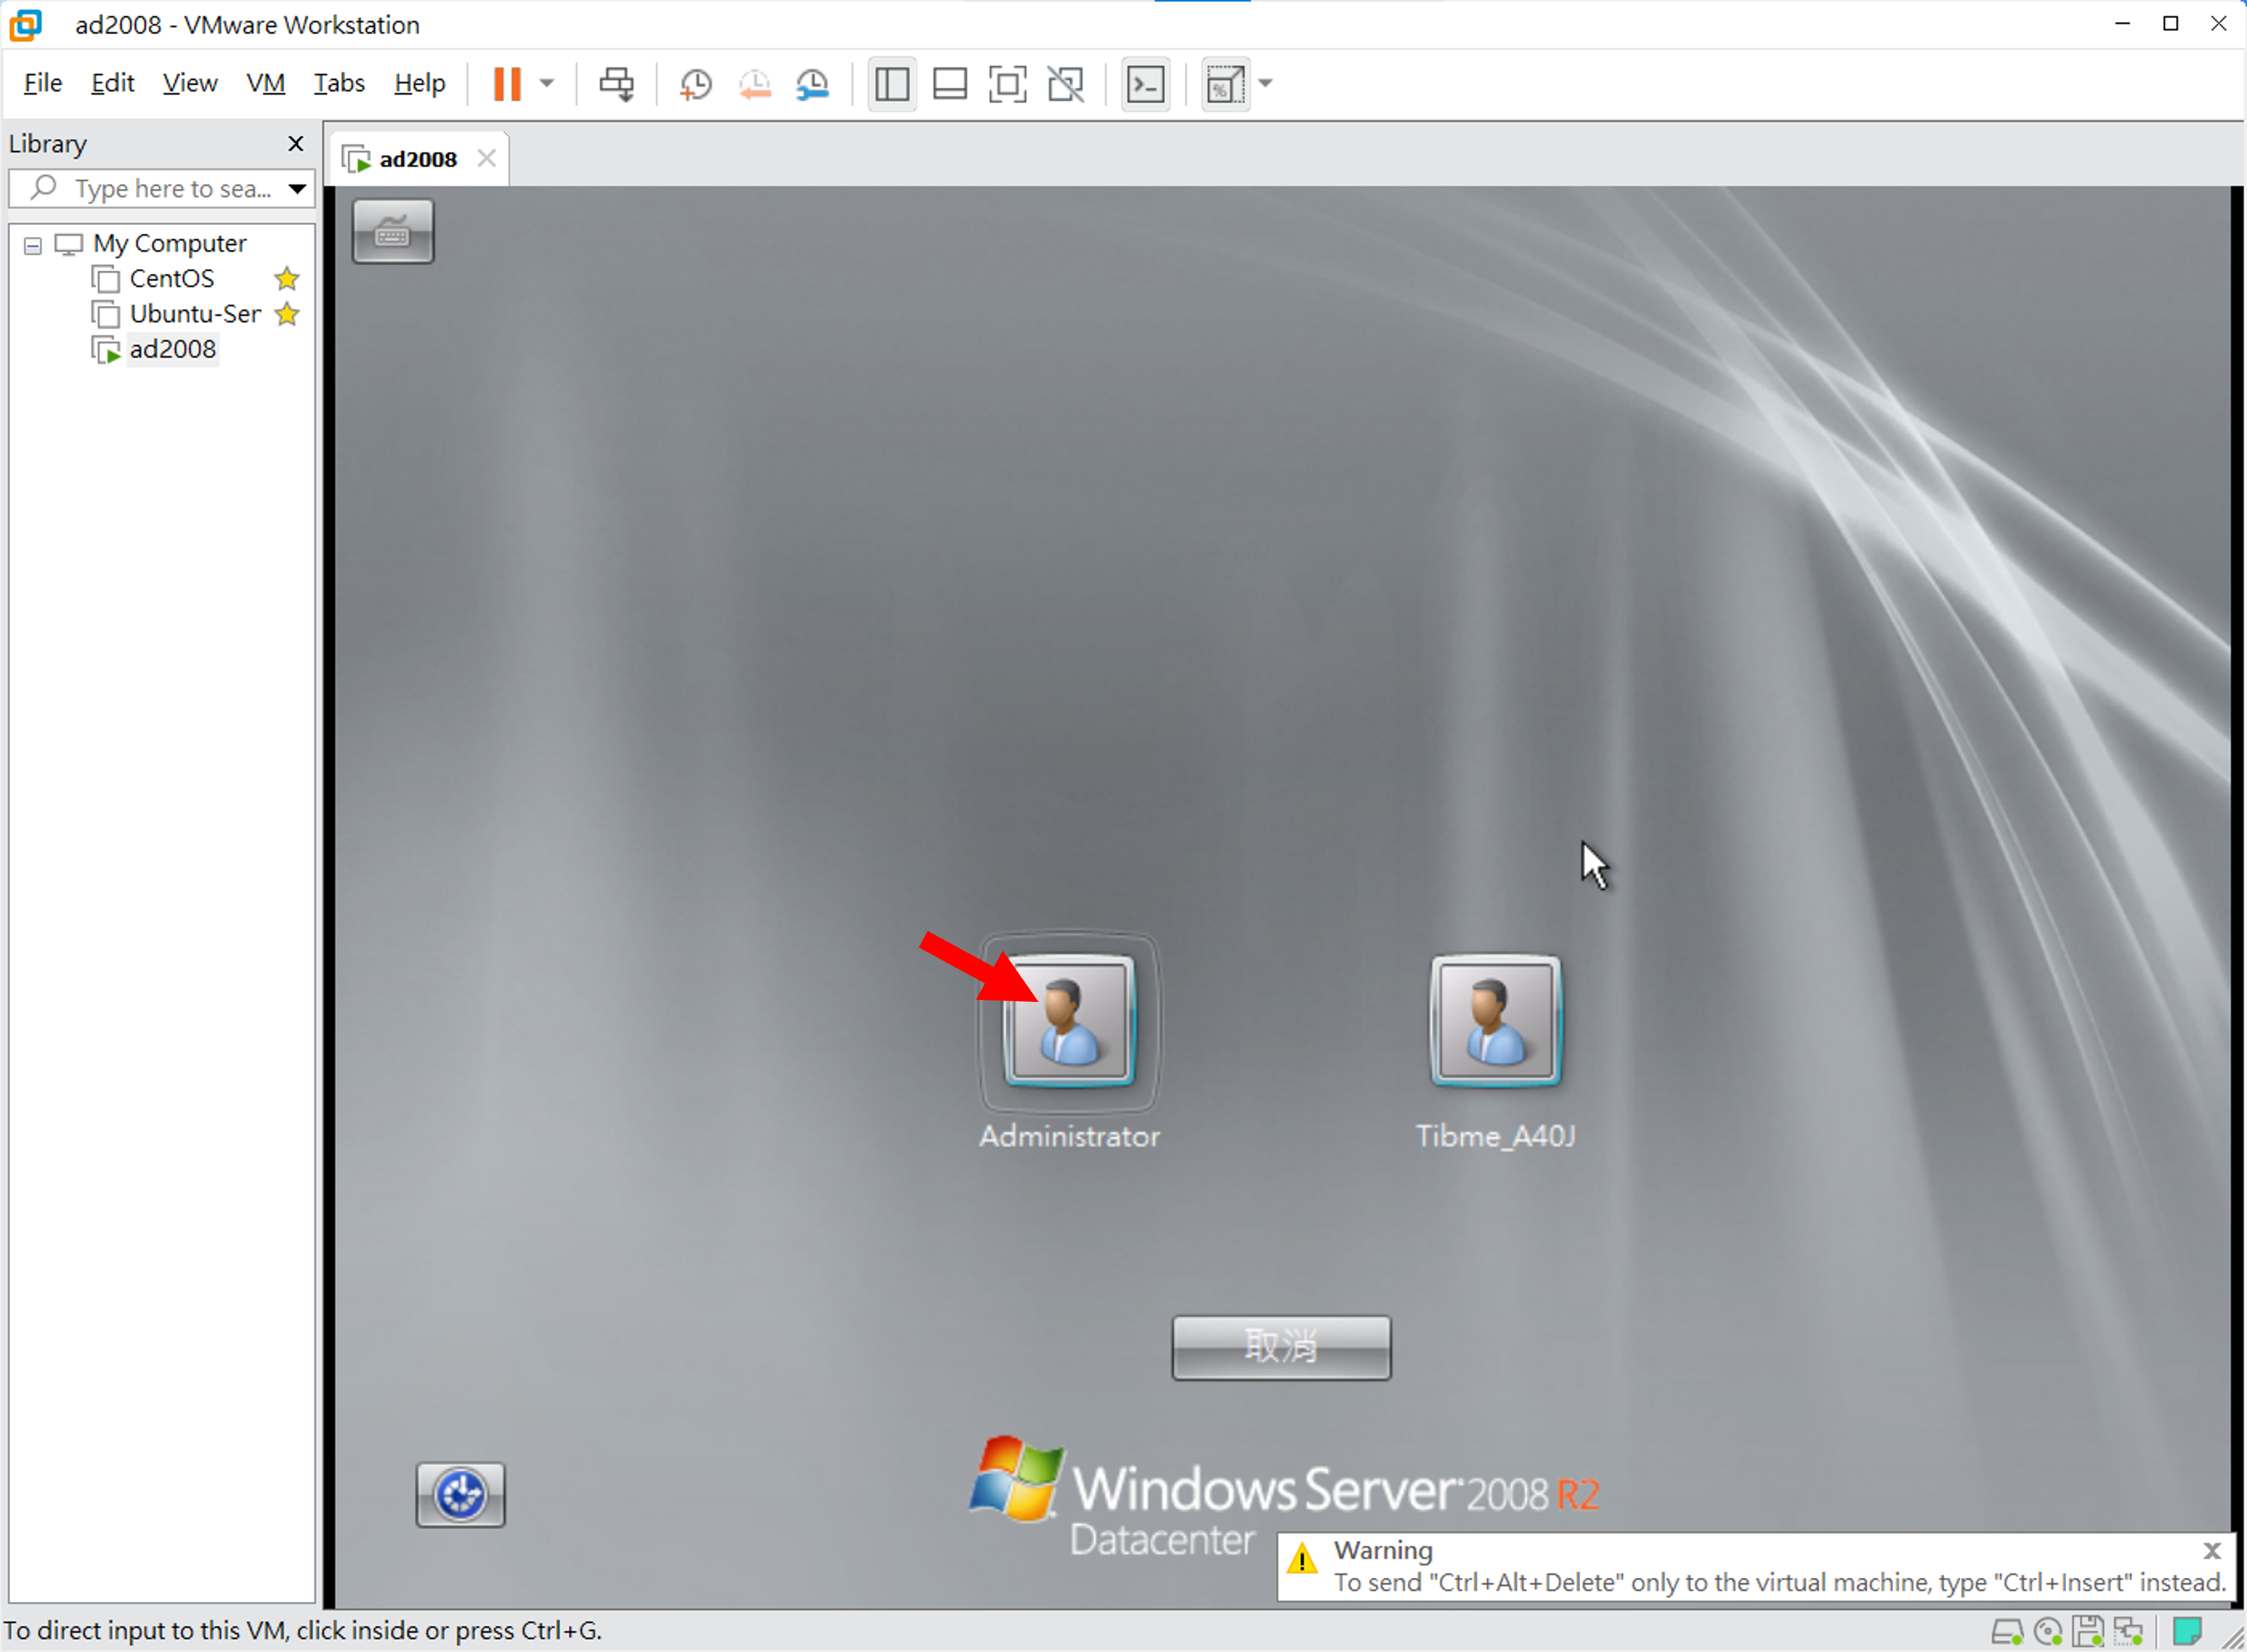 ad2008 - VMware Workstation
File Edit View VM Tabs Help
Library
Type here to sea...
My Computer
CentOS
Ubuntu-Ser
ad2008
ad2008
Administrator
Tibme_A40J
取消
Windows Server 2008 R2
Datacenter
Warning
To send "Ctrl+Alt+Delete" only to the virtual machine, type "Ctrl+Insert" instead.
To direct input to this VM, click inside or press Ctrl+G.